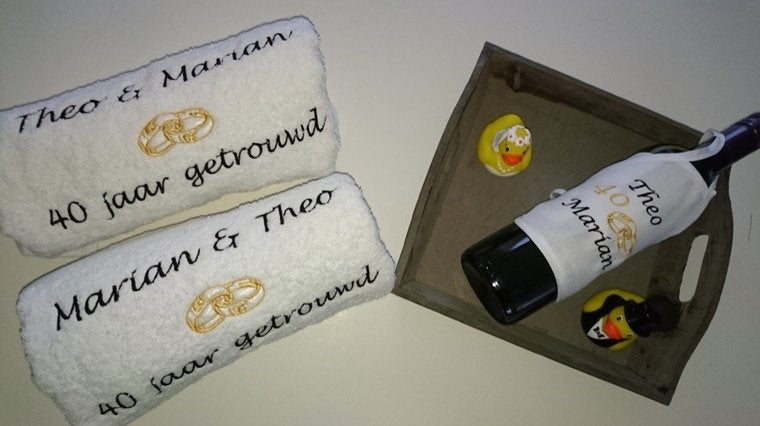 Theo & Marian
40 jaar getrouwd
Marian & Theo
40 jaar getrouwd
Theo
40
Marian